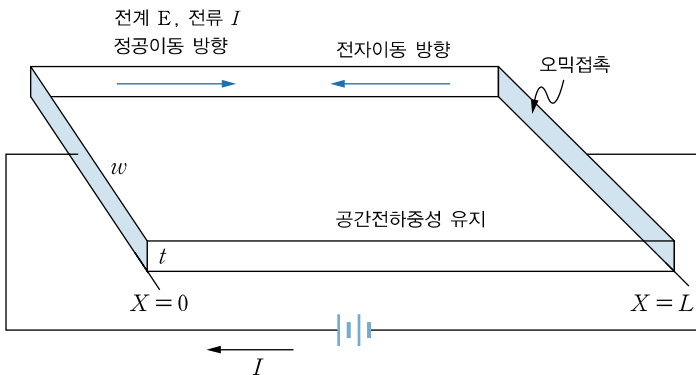 전계 E, 전류 I
정공이동 방향
전자이동 방향
오믹접촉
w
공간전하중성 유지
t
X=0
X=L
I